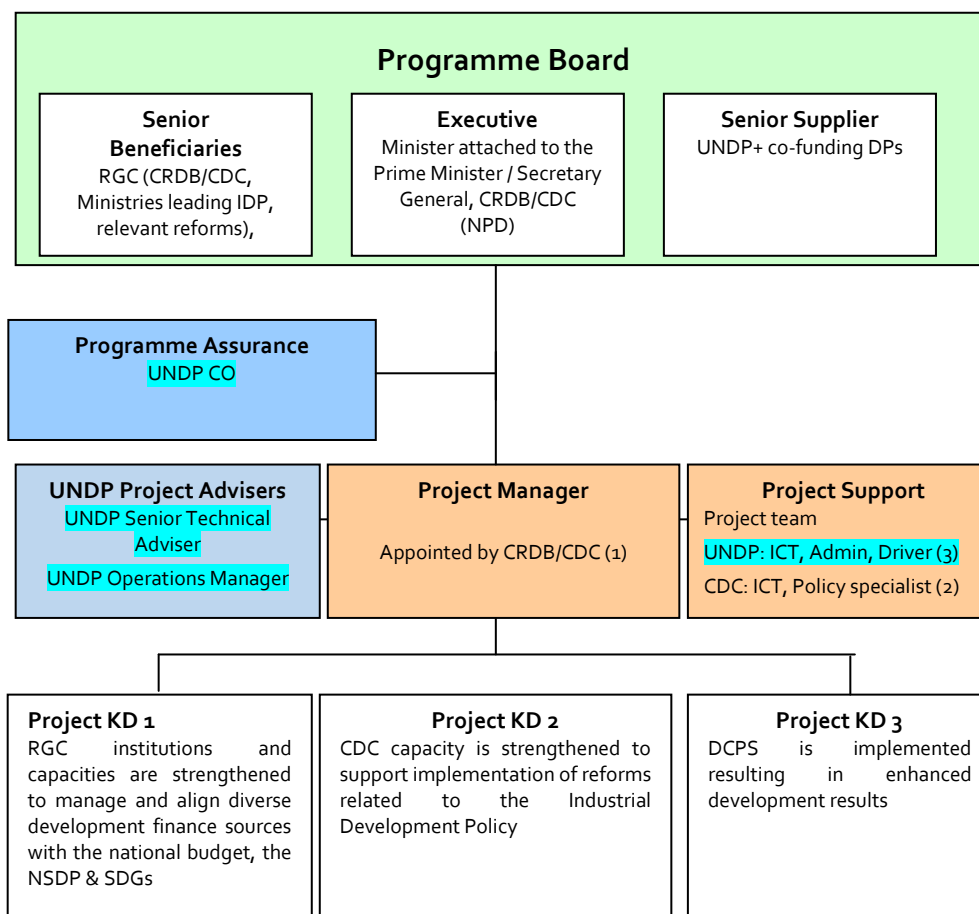 Programme Board
Senior
Beneficiaries
RGC (CRDB/CDC,
Ministries leading IDP,
relevant reforms),
Executive
Minister attached to the
Prime Minister / Secretary
General, CRDB/CDC
(NPD)
Senior Supplier
UNDP+ co-funding DPs
Programme Assurance
UNDP CO
UNDP Project Advisers
UNDP Senior Technical
Adviser
UNDP Operations Manager
Project Manager
Appointed by CRDB/CDC (1)
Project Support
Project team
UNDP: ICT, Admin, Driver (3)
CDC: ICT, Policy specialist (2)
Project KD 1
RGC institutions and
capacities are strengthened
to manage and align diverse
development finance sources
with the national budget, the
NSDP & SDGs
Project KD 2
CDC capacity is strengthened to
support implementation of reforms
related to the Industrial
Development Policy
Project KD 3
DCPS is implemented
resulting in enhanced
development results